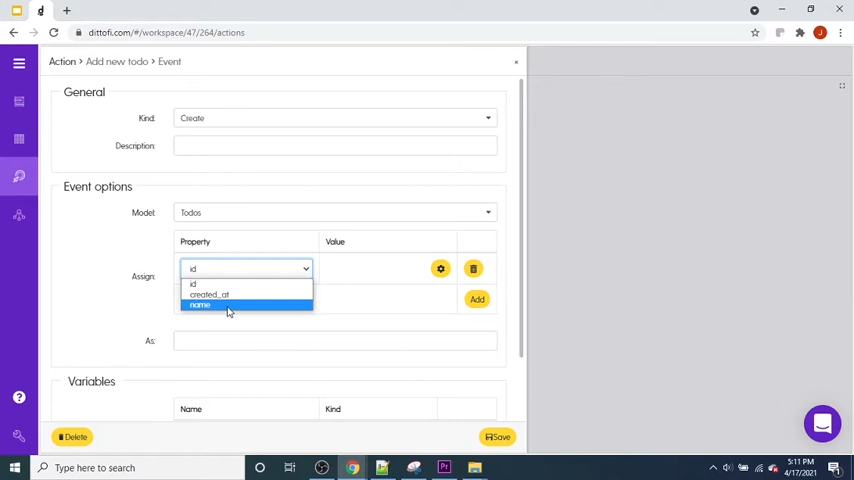 dittofi.com/#/workspace/47/264/actions
J
Action > Add new todo > Event
General
Kind:
Create
Description:
Event options
Model:
Todos
Property
Value
Assign:
id
id
created_at
name
Add
As:
Variables
Name
Kind
Delete
Save
Type here to search
Pr
5:11 PM
4/17/2021